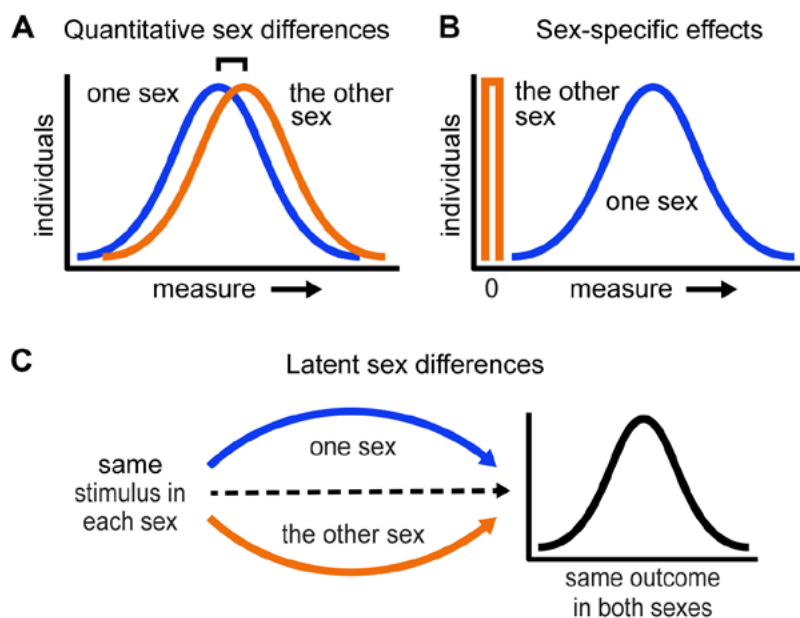 A Quantitative sex differences
one sex
the other
sex
individuals
measure
B Sex-specific effects
the other
sex
one sex
individuals
0 measure
C Latent sex differences
same
stimulus in
each sex
one sex
the other sex
same outcome
in both sexes